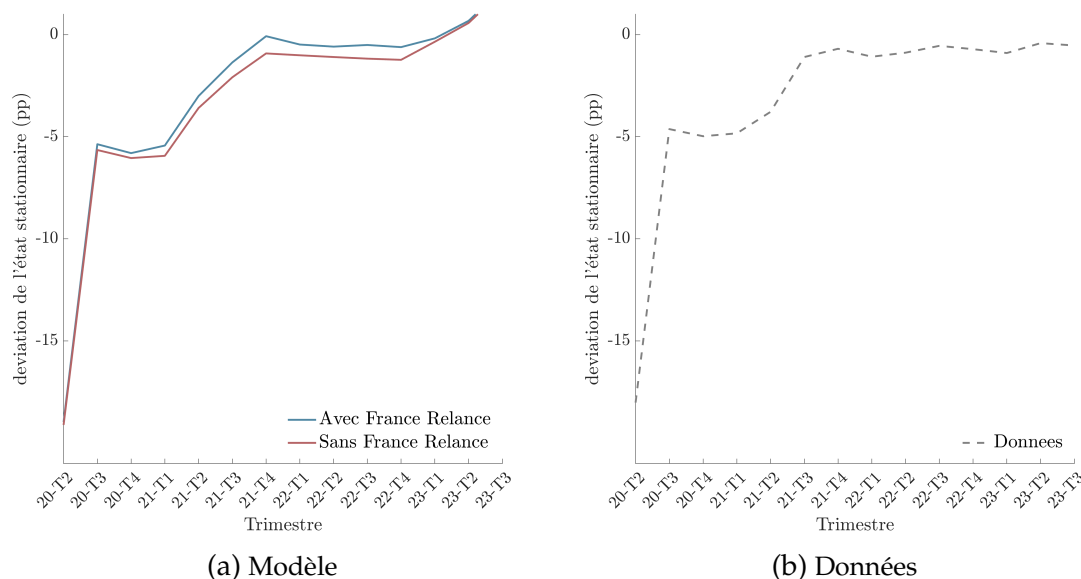 0
-5
-10
-15
deviation de l'état stationnaire (pp)
Avec France Relance
Sans France Relance
20-T2
20-T3
20-T4
21-T1
21-T2
21-T3
21-T4
22-T1
22-T2
22-T3
22-T4
23-T1
23-T2
23-T3
Trimestre
(a) Modèle
0
-5
-10
-15
deviation de l'état stationnaire (pp)
Donnees
20-T2
20-T3
20-T4
21-T1
21-T2
21-T3
21-T4
22-T1
22-T2
22-T3
22-T4
23-T1
23-T2
23-T3
Trimestre
(b) Données